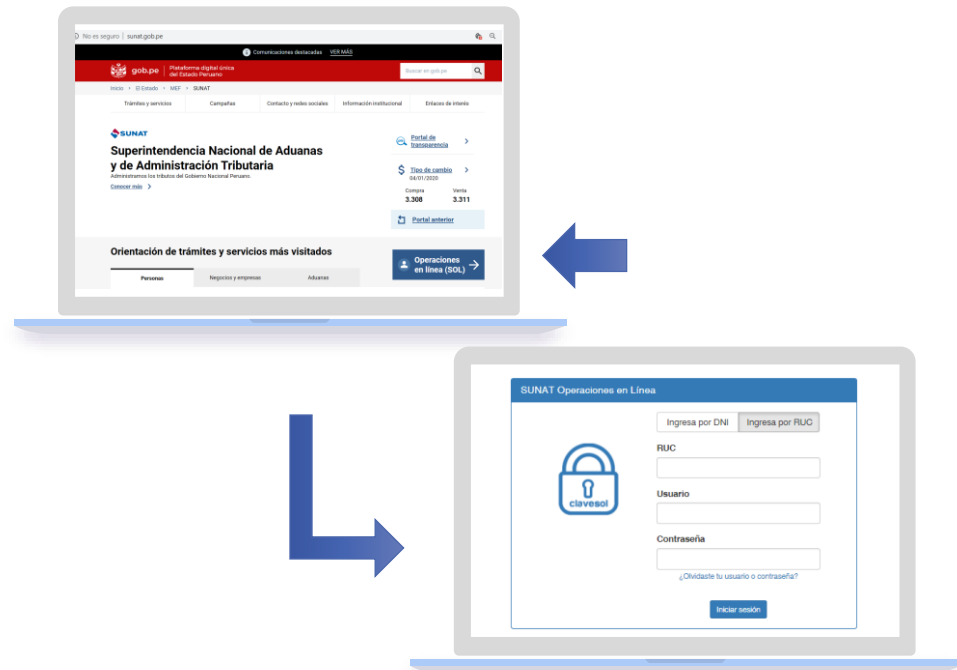 No es seguro | sunat.gob.pe
Comunicaciones destacadas VER MÁS
gob.pe | Plataforma digital única
del Estado Peruano
Buscar en gob.pe
Inicio > El Estado > MEF > SUNAT
Trámites y servicios Campañas Contacto y redes sociales Información institucional Enlaces de interés
SUNAT
Superintendencia Nacional de Aduanas
y de Administración Tributaria
Administramos los tributos del Gobierno Nacional Peruano.
Conocer más >
Portal de
transparencia >
Tipo de cambio >
04/01/2020
Compra Venta
3.308 3.311
Portal anterior
Orientación de trámites y servicios más visitados
Personas Negocios y empresas Aduanas
Operaciones
en línea (SOL)
SUNAT Operaciones en Línea
Ingresa por DNI Ingresa por RUC
clavesol
RUC
Usuario
Contraseña
¿Olvidaste tu usuario o contraseña?
Iniciar sesión